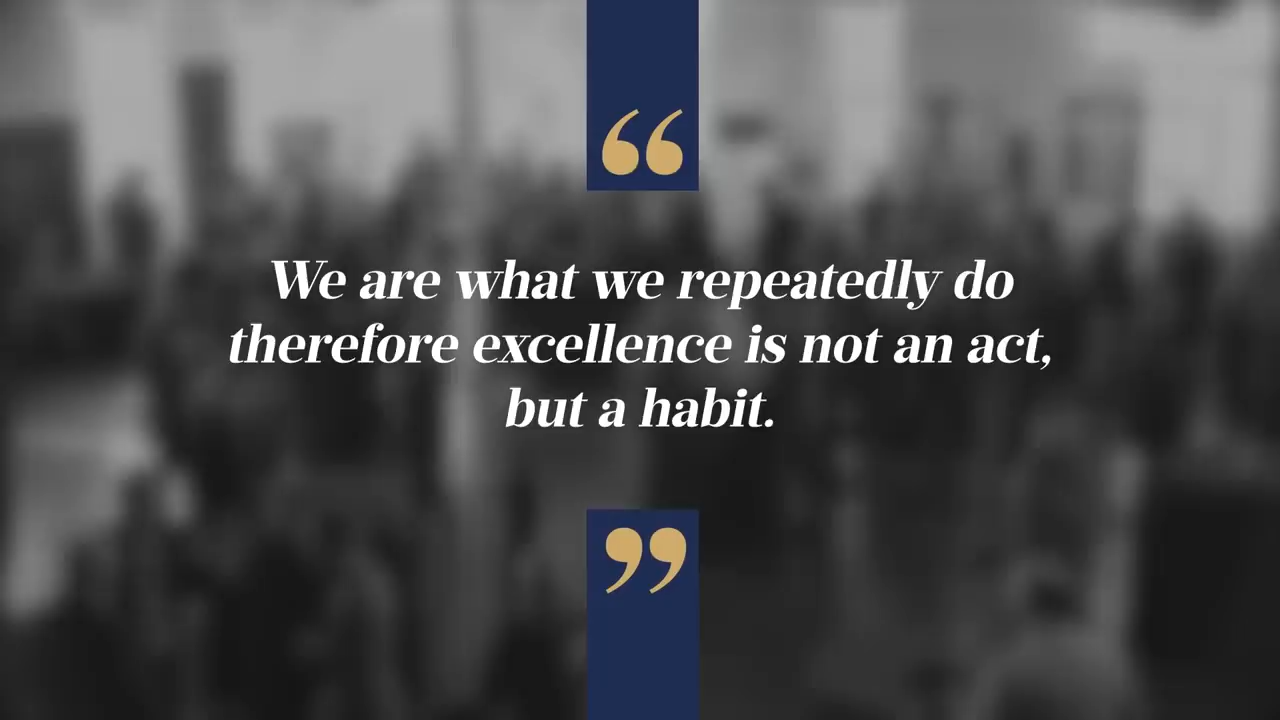 “
We are what we repeatedly do
therefore excellence is not an act,
but a habit.
”